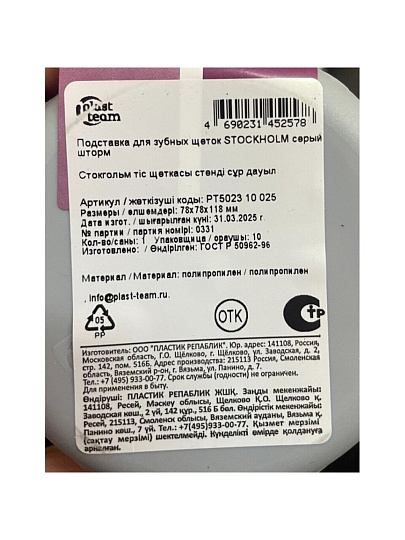 plast team
4 690231 452578
Подставка для зубных щеток STOCKHOLM серый
шторм
Стокгольм тіс щеткасы стенді сұр дауыл
Артикул / жеткізуші коды: PT5023 10 025
Размеры / өлшемдері: 78x78x118 мм
Дата изгот. / шығарылған күні: 31.03.2025 г.
№ партии / партия нөмірі: 0331
Кол-во/саны: 1 Упаковщица / ораушы: 10
Изготовлено: / Өндірілген: ГОСТ Р 50962-96
Материал / Материал: полипропилен / полипропилен
, info@plast-team.ru.
05
PP
ОТК
Изготовитель: ООО "ПЛАСТИК РЕПАБЛИК". Юр. адрес: 141108, Россия,
Московская область, Г.О. Щёлково, г. Щёлково, ул. Заводская, д. 2,
стр. 142, пом. 516Б. Адрес производства: 215113, Россия, Смоленская
область, Вяземский р-он, г. Вязьма, ул. Панино, д. 7.
Тел.: +7 (495) 933-00-77. Срок службы (годности) не ограничен.
Для применения в быту.
Өндіруші: ПЛАСТИК РЕПАБЛИК ЖШҚ. Заңды мекенжайы:
141108, Ресей, Мәскеу облысы, Щелково Қ.О. Щелково қ.
Заводская көш., 2 үй, 142 құр., 516 Б бөл. Өндірістік мекенжайы:
215113, Смоленск облысы, Вяземский ауданы, Вязьма қ.
Панино көш., 7 үй. Тел.: +7(495)933-00-77. Қызмет мерзімі
(сақтау мерзімі) шектелмейді. Күнделікті өмірде қолдануға
арналған.